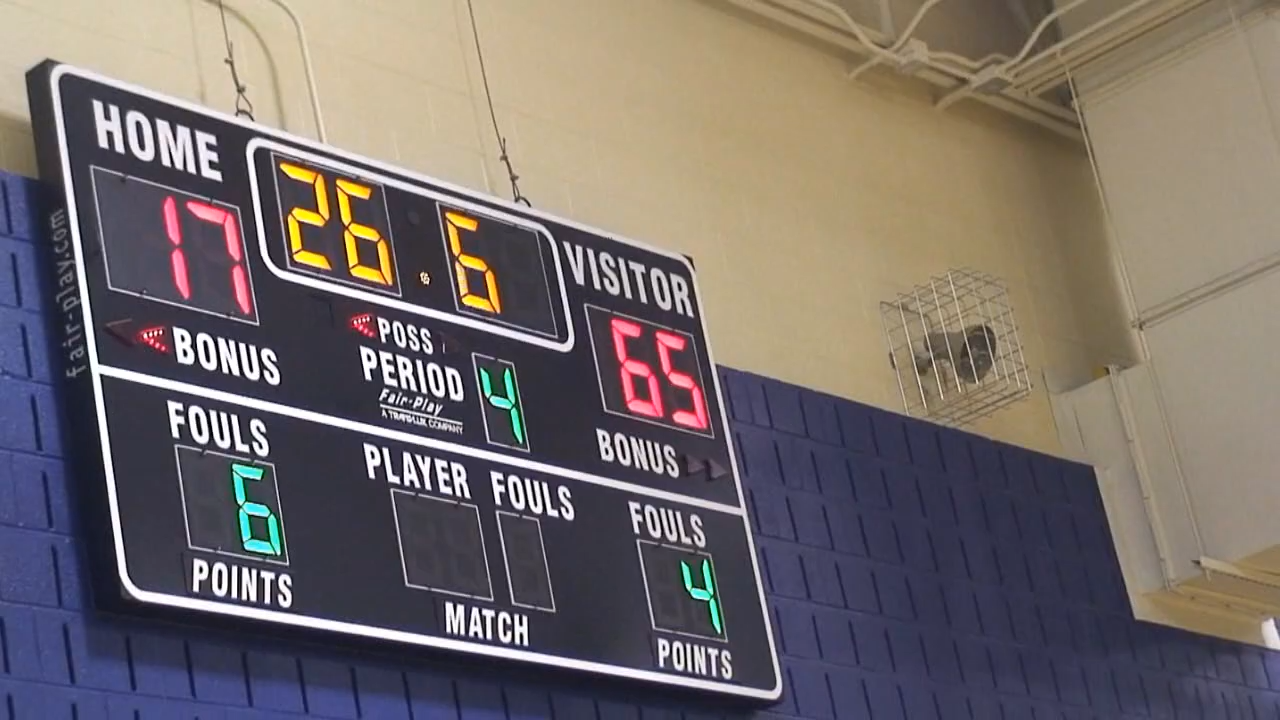 HOME
26.6
VISITOR
17
65
BONUS
POSS
PERIOD
4
Fair-Play
A TRANS-LUX COMPANY
BONUS
FOULS
PLAYER FOULS
FOULS
6
4
POINTS
MATCH
POINTS
fair-play.com